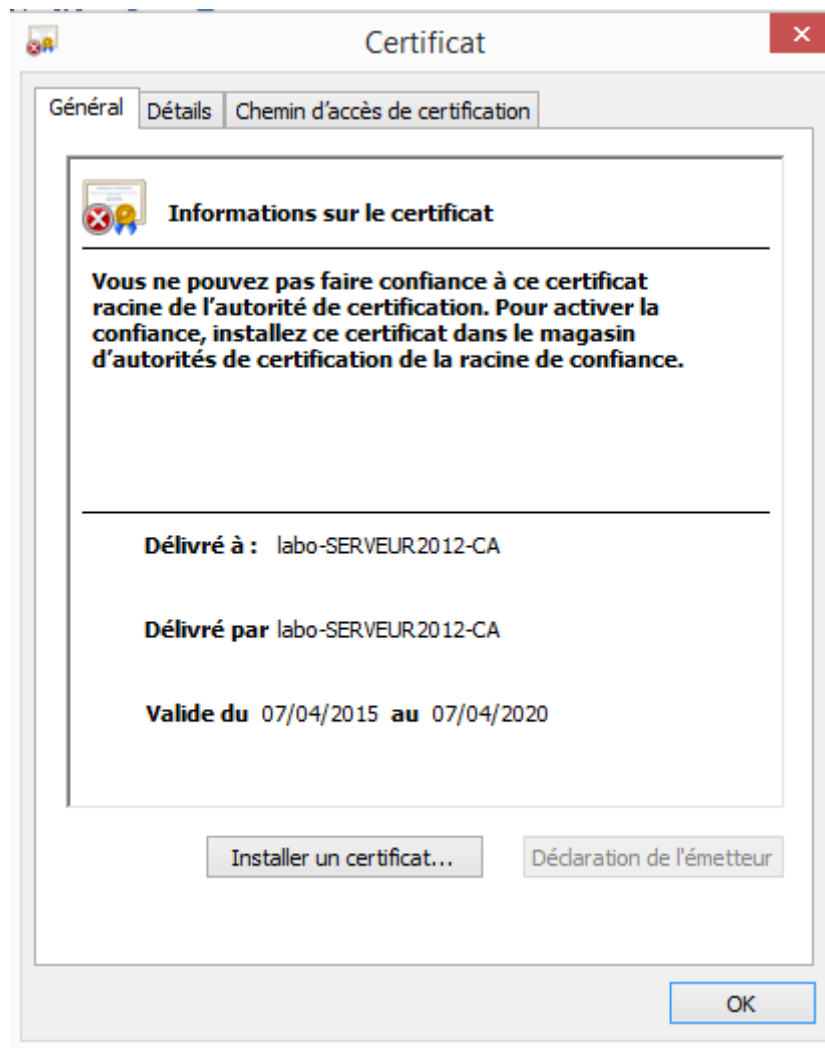 Certificat
Général Détails Chemin d'accès de certification
Informations sur le certificat
Vous ne pouvez pas faire confiance à ce certificat
racine de l'autorité de certification. Pour activer la
confiance, installez ce certificat dans le magasin
d'autorités de certification de la racine de confiance.
Délivré à : labo-SERVEUR2012-CA
Délivré par labo-SERVEUR2012-CA
Valide du 07/04/2015 au 07/04/2020
Installer un certificat... Déclaration de l'émetteur
OK